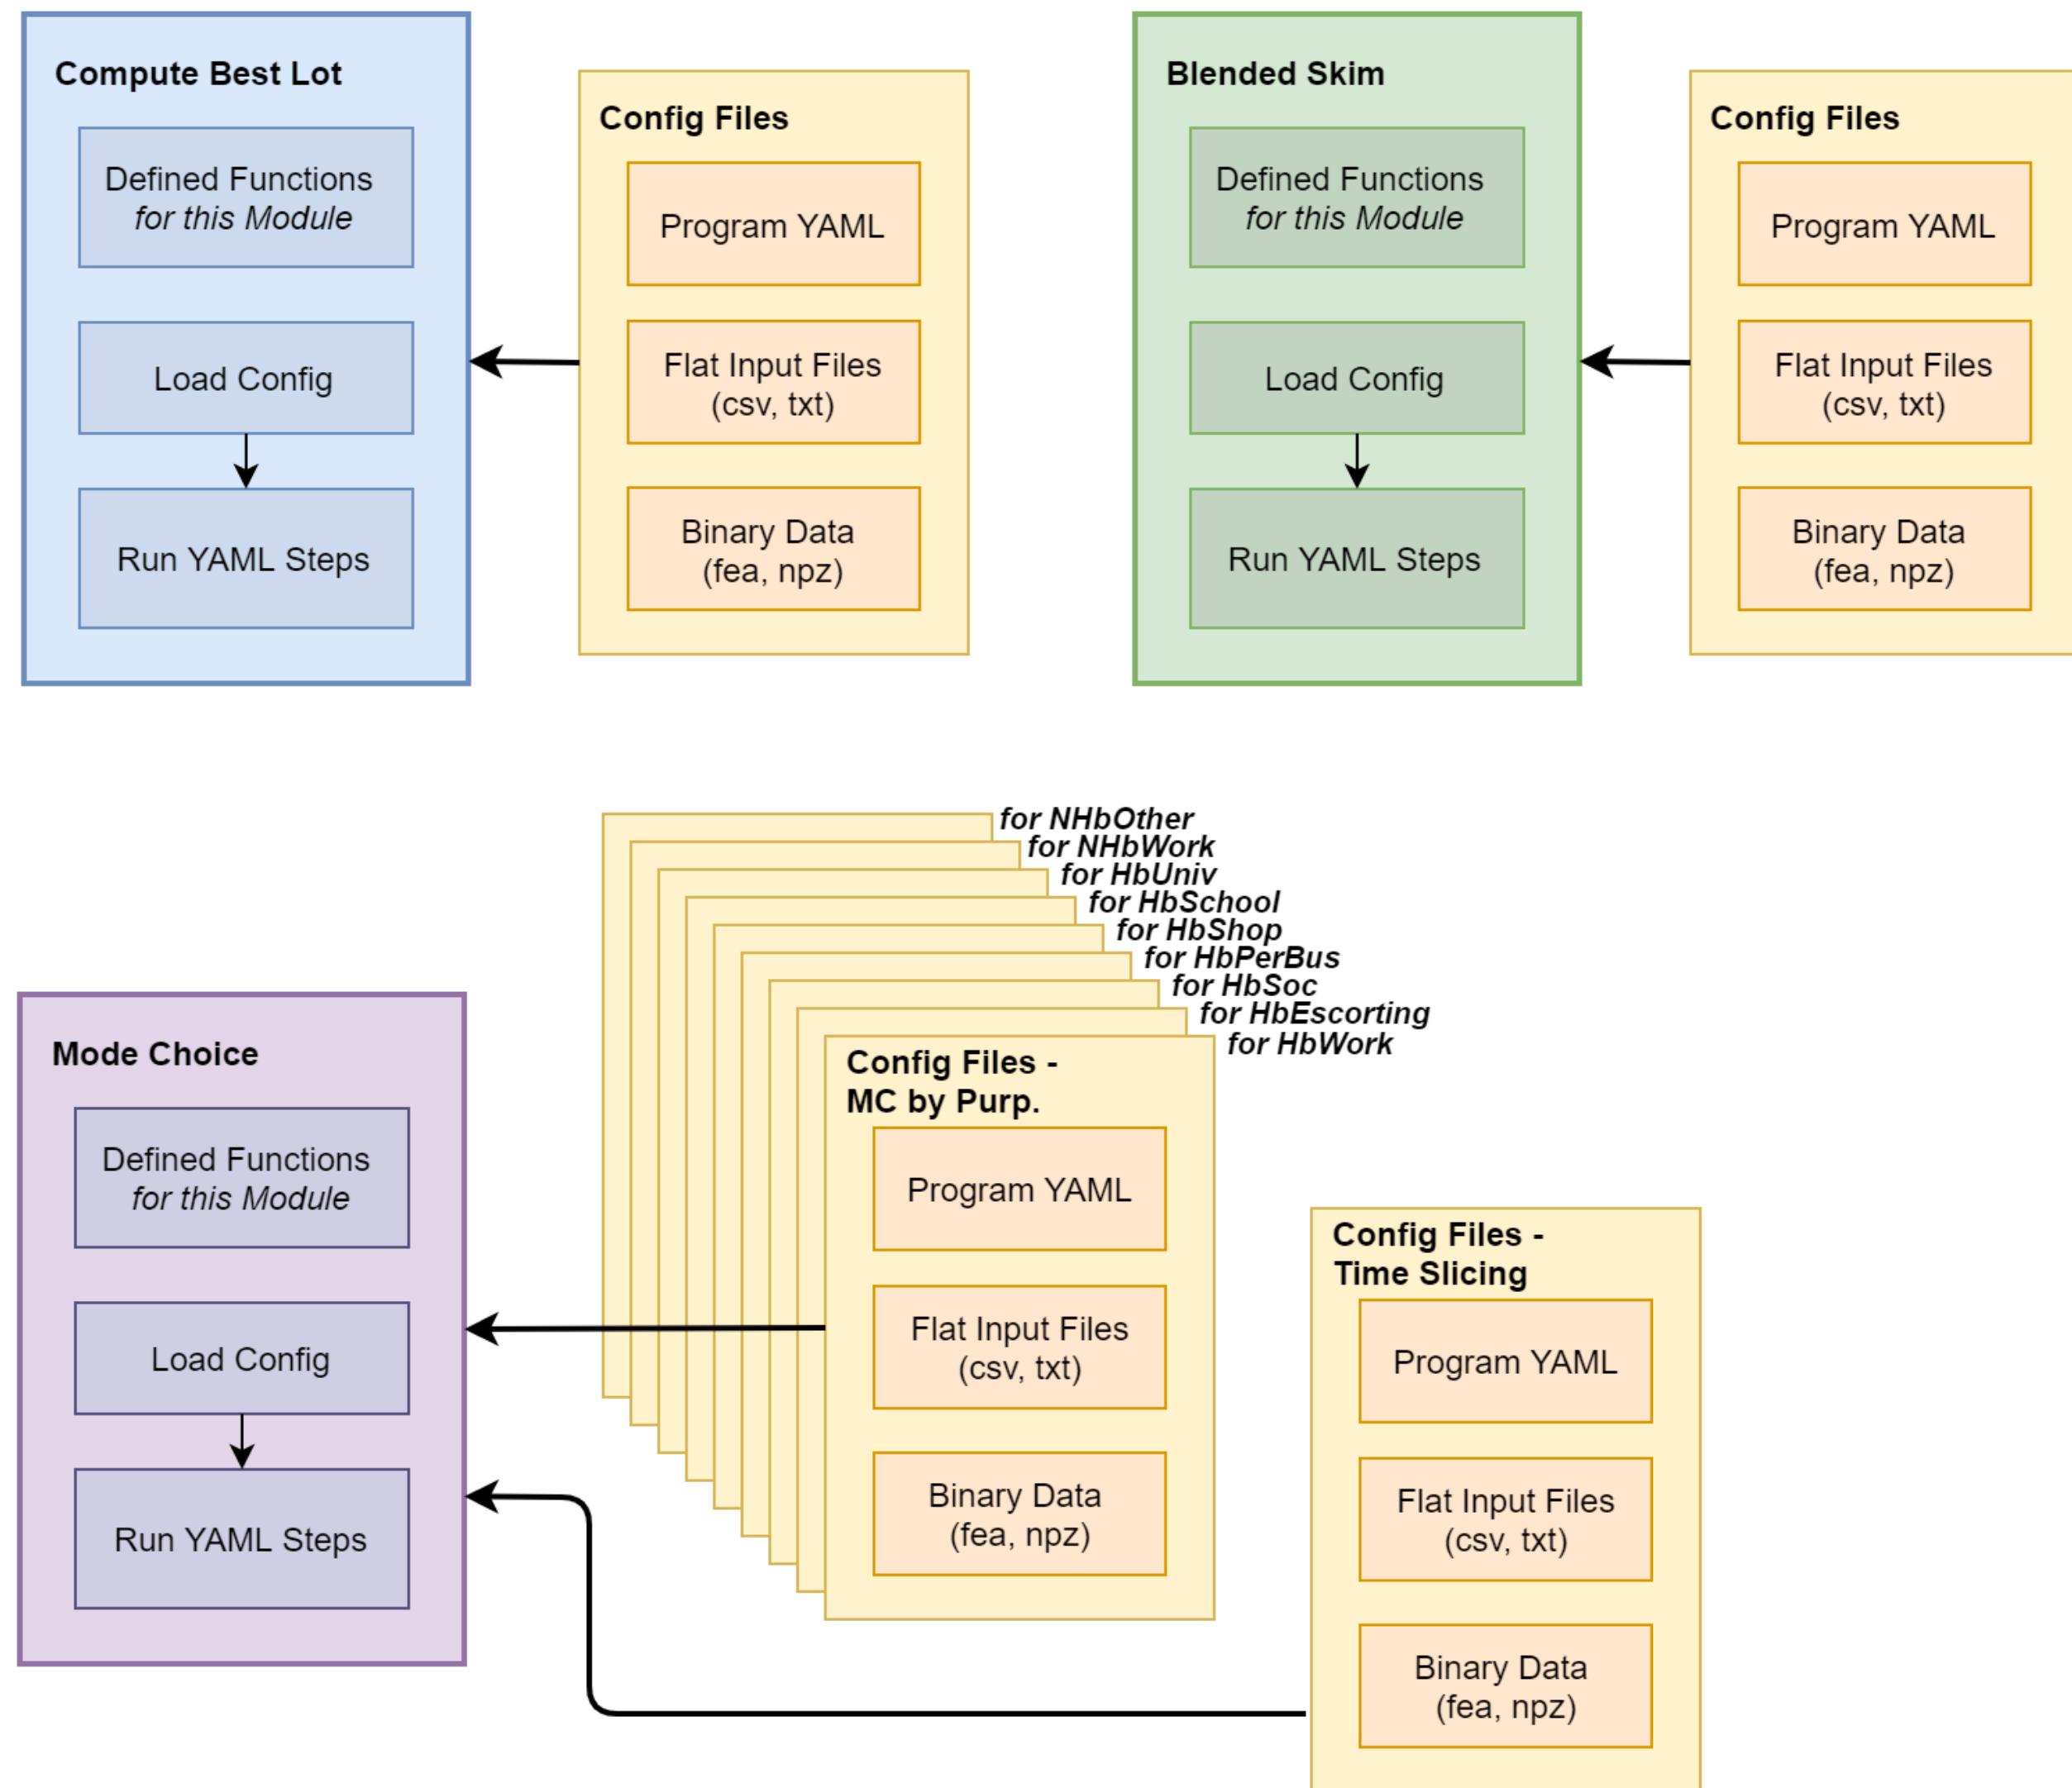 Compute Best Lot
Defined Functions
for this Module
Load Config
Run YAML Steps
Config Files
Program YAML
Flat Input Files
(csv, txt)
Binary Data
(fea, npz)
Blended Skim
Defined Functions
for this Module
Load Config
Run YAML Steps
Config Files
Program YAML
Flat Input Files
(csv, txt)
Binary Data
(fea, npz)
Mode Choice
Defined Functions
for this Module
Load Config
Run YAML Steps
for NHbOther
for NHbWork
for HbUniv
for HbSchool
for HbShop
for HbPerBus
for HbSoc
for HbEscorting
for HbWork
Config Files -
MC by Purp.
Program YAML
Flat Input Files
(csv, txt)
Binary Data
(fea, npz)
Config Files -
Time Slicing
Program YAML
Flat Input Files
(csv, txt)
Binary Data
(fea, npz)